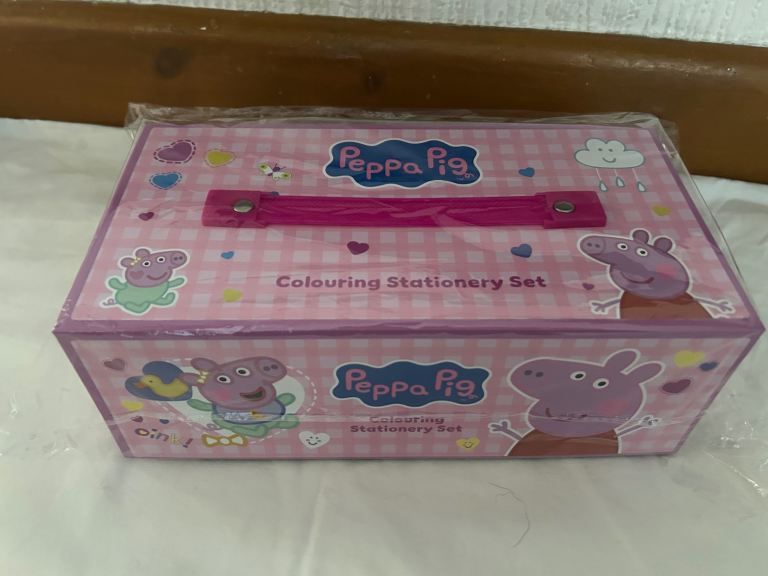 Peppa Pig
Colouring Stationery Set
Peppa Pig
Colouring
Stationery Set
oink!